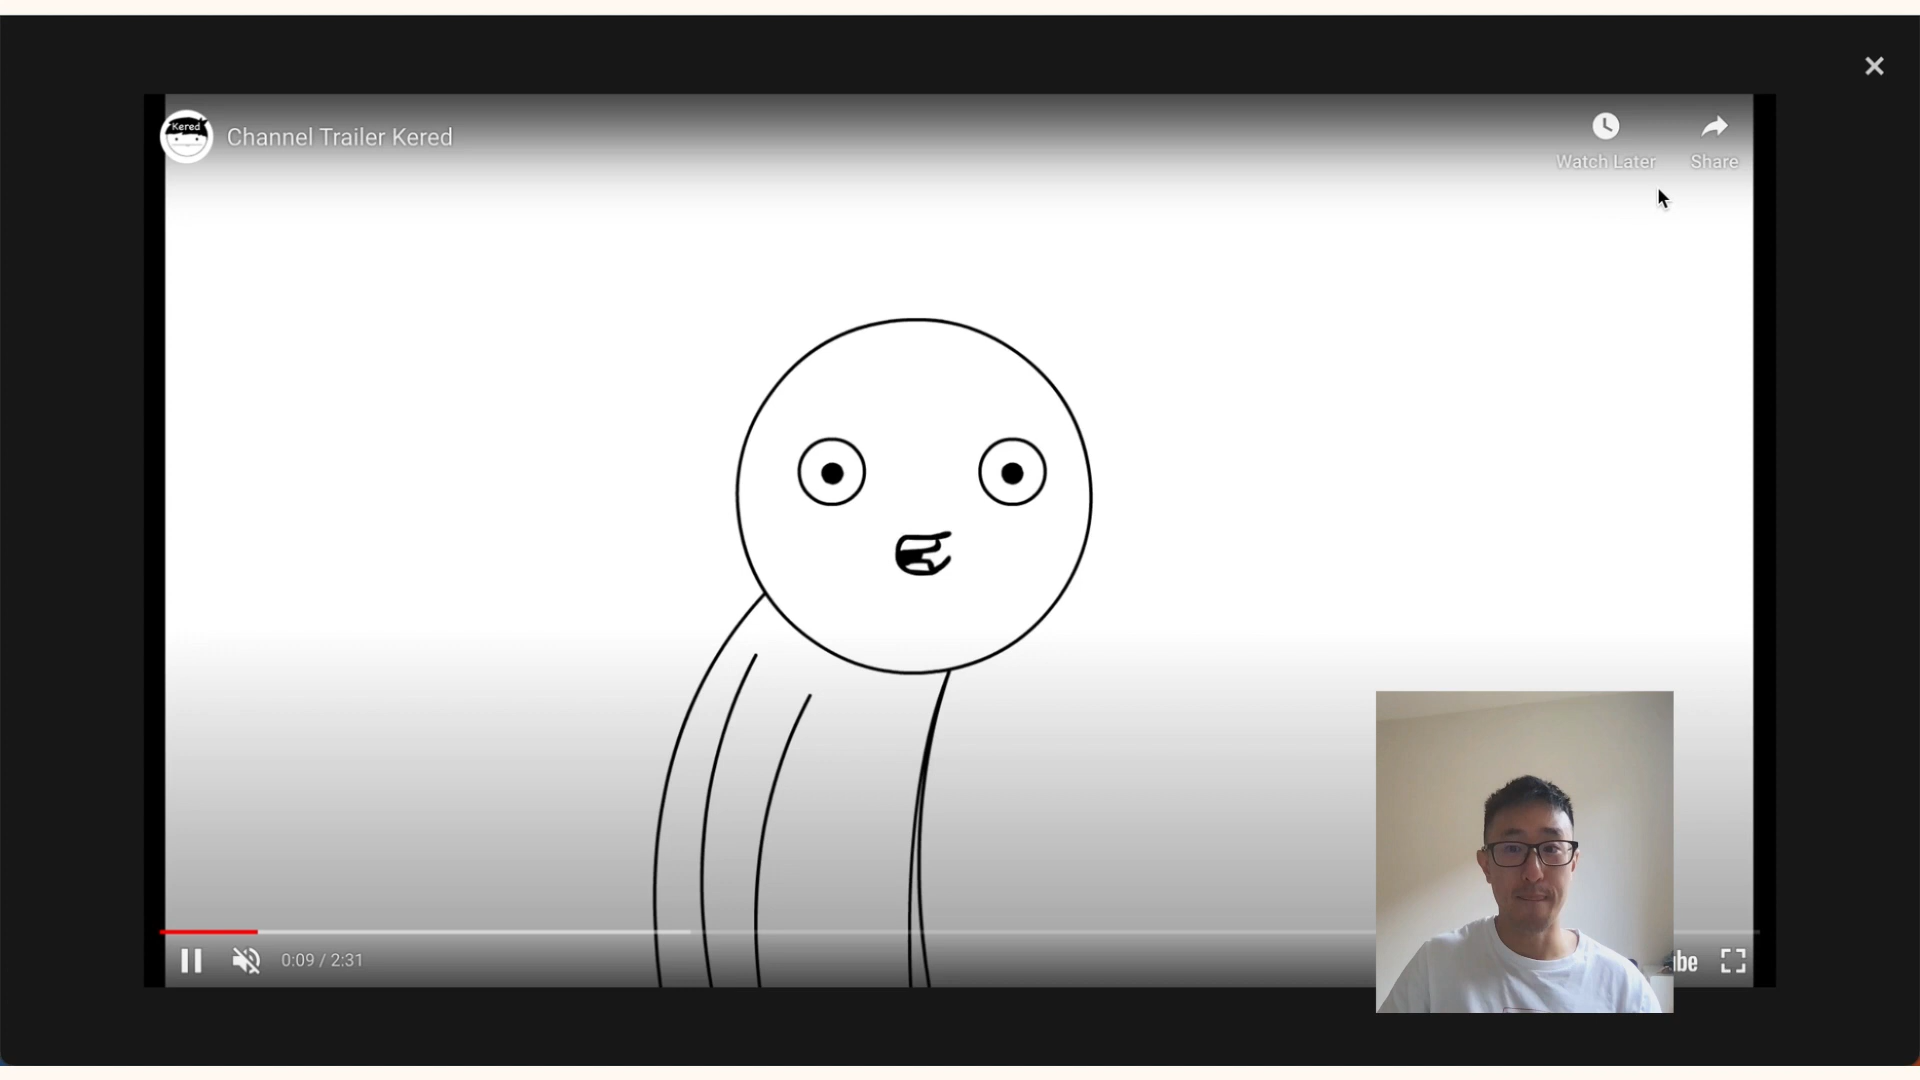 Kered
Channel Trailer Kered
Watch Later
Share
0:09 / 2:31